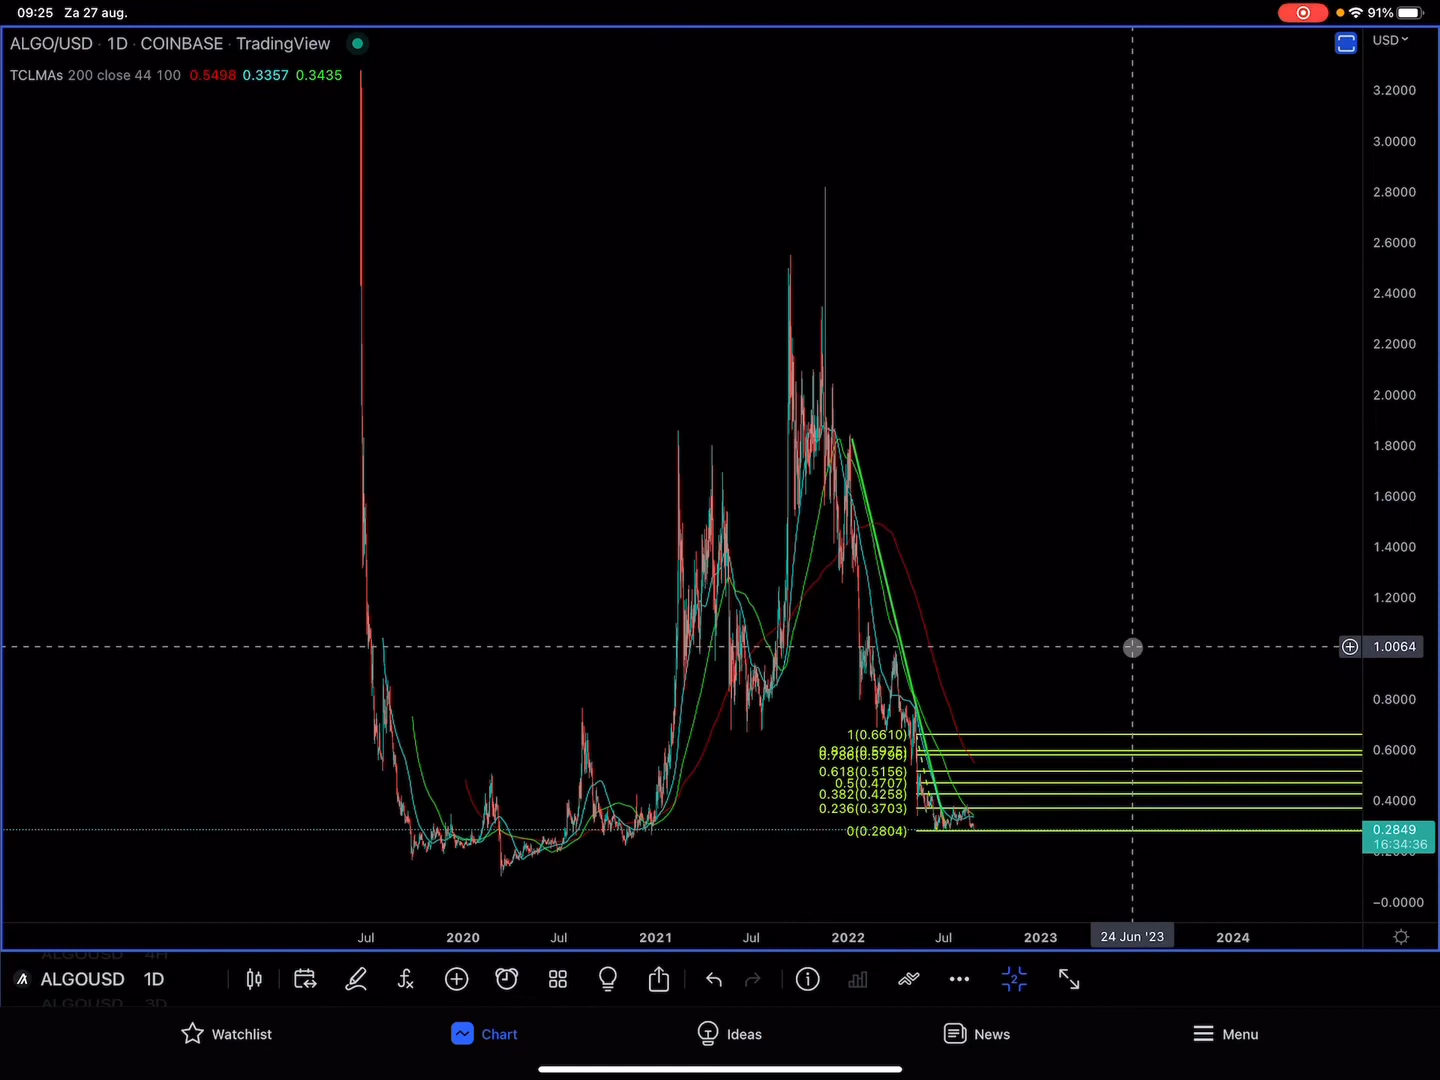 09:25 Za 27 aug.
91%
ALGO/USD · 1D · COINBASE · TradingView
USD
TCLMAs 200 close 44 100 0.5498 0.3357 0.3435
3.2000
3.0000
2.8000
2.6000
2.4000
2.2000
2.0000
1.8000
1.6000
1.4000
1.2000
1.0064
0.8000
1(0.6610)
0.6000
0.618(0.5156)
0.5(0.4707)
0.382(0.4258)
0.4000
0.236(0.3703)
0(0.2804)
0.2849
16:34:36
−0.0000
Jul 2020 Jul 2021 Jul 2022 Jul 2023 24 Jun '23 2024
ALGOUSD 4H
ALGOUSD 1D
ALGOUSD 3D
Watchlist Chart Ideas News Menu